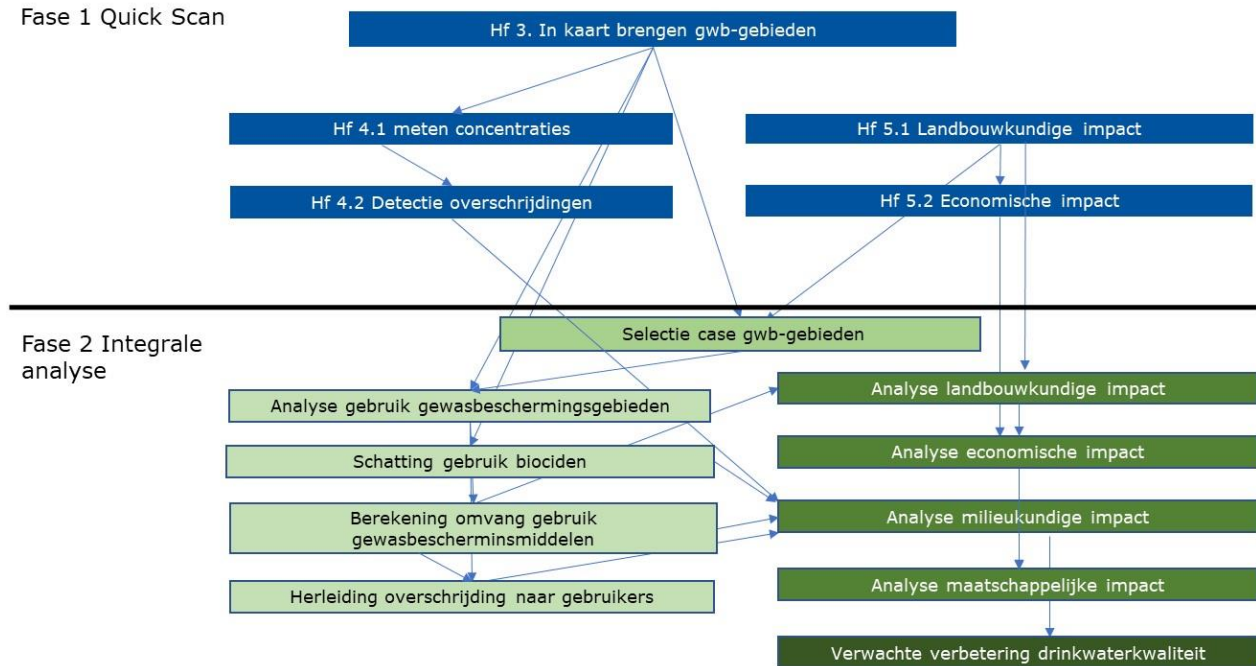 Fase 1 Quick Scan
Hf 3. In kaart brengen gwb-gebieden
Hf 4.1 meten concentraties
Hf 5.1 Landbouwkundige impact
Hf 4.2 Detectie overschrijdingen
Hf 5.2 Economische impact
Fase 2 Integrale
analyse
Selectie case gwb-gebieden
Analyse gebruik gewasbeschermingsgebieden
Analyse landbouwkundige impact
Schatting gebruik biociden
Analyse economische impact
Berekening omvang gebruik
gewasbescherminsmiddelen
Analyse milieukundige impact
Herleiding overschrijding naar gebruikers
Analyse maatschappelijke impact
Verwachte verbetering drinkwaterkwaliteit